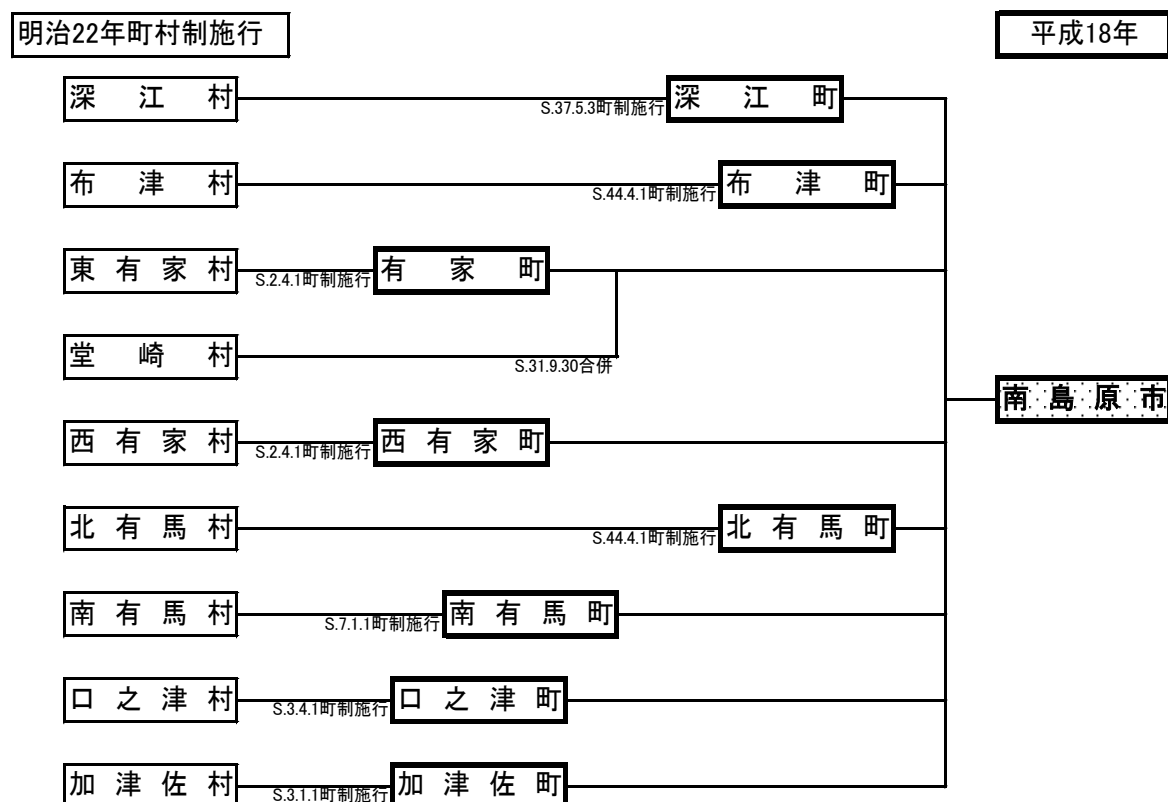 明治22年町村制施行
平成18年
深江村
S.37.5.3町制施行
深江町
布津村
S.44.4.1町制施行
布津町
東有家村
S.2.4.1町制施行
有家町
堂崎村
S.31.9.30合併
南島原市
西有家村
S.2.4.1町制施行
西有家町
北有馬村
S.44.4.1町制施行
北有馬町
南有馬村
S.7.1.1町制施行
南有馬町
口之津村
S.3.4.1町制施行
口之津町
加津佐村
S.3.1.1町制施行
加津佐町